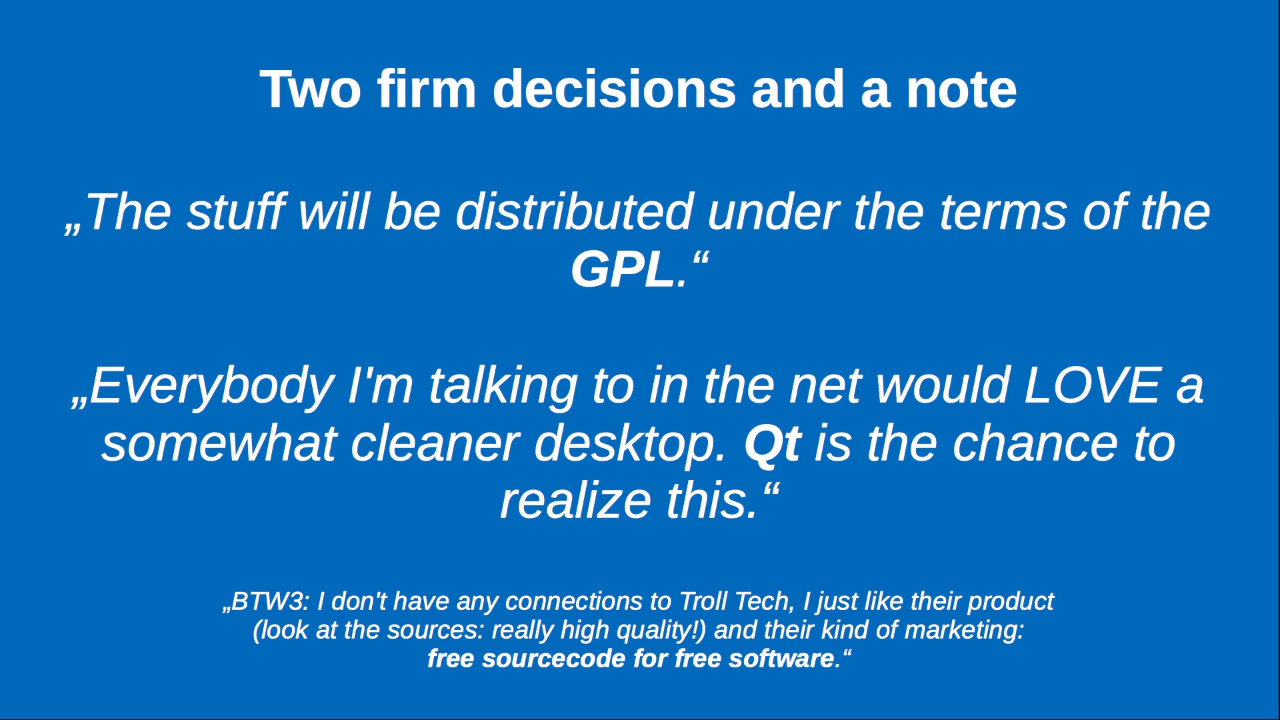 Two firm decisions and a note
„The stuff will be distributed under the terms of the
GPL.“
„Everybody I'm talking to in the net would LOVE a
somewhat cleaner desktop. Qt is the chance to
realize this.“
„BTW3: I don't have any connections to Troll Tech, I just like their product
(look at the sources: really high quality!) and their kind of marketing:
free sourcecode for free software.“